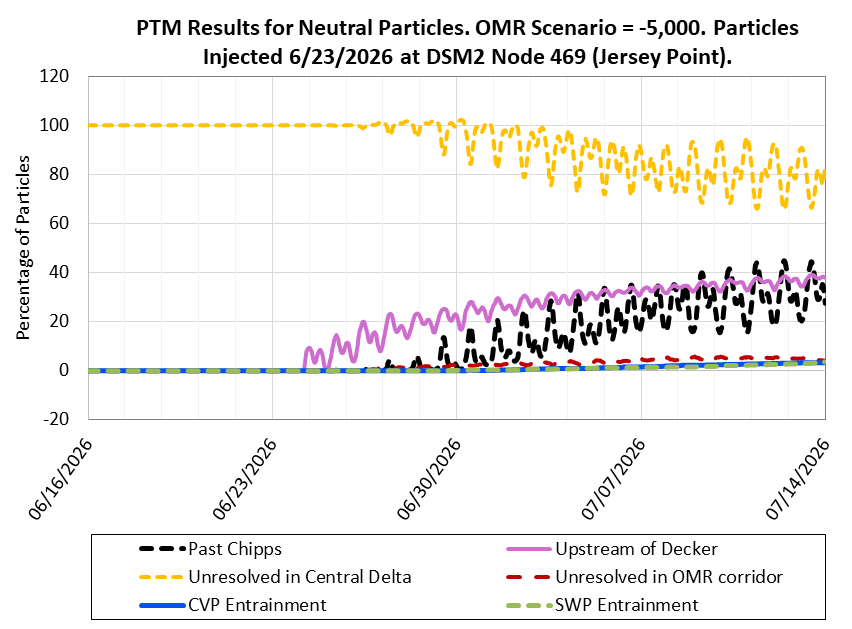 PTM Results for Neutral Particles. OMR Scenario = -5,000. Particles
Injected 6/23/2026 at DSM2 Node 469 (Jersey Point).
Percentage of Particles
120
100
80
60
40
20
0
-20
06/16/2026
06/23/2026
06/30/2026
07/07/2026
07/14/2026
Past Chipps
Upstream of Decker
Unresolved in Central Delta
Unresolved in OMR corridor
CVP Entrainment
SWP Entrainment